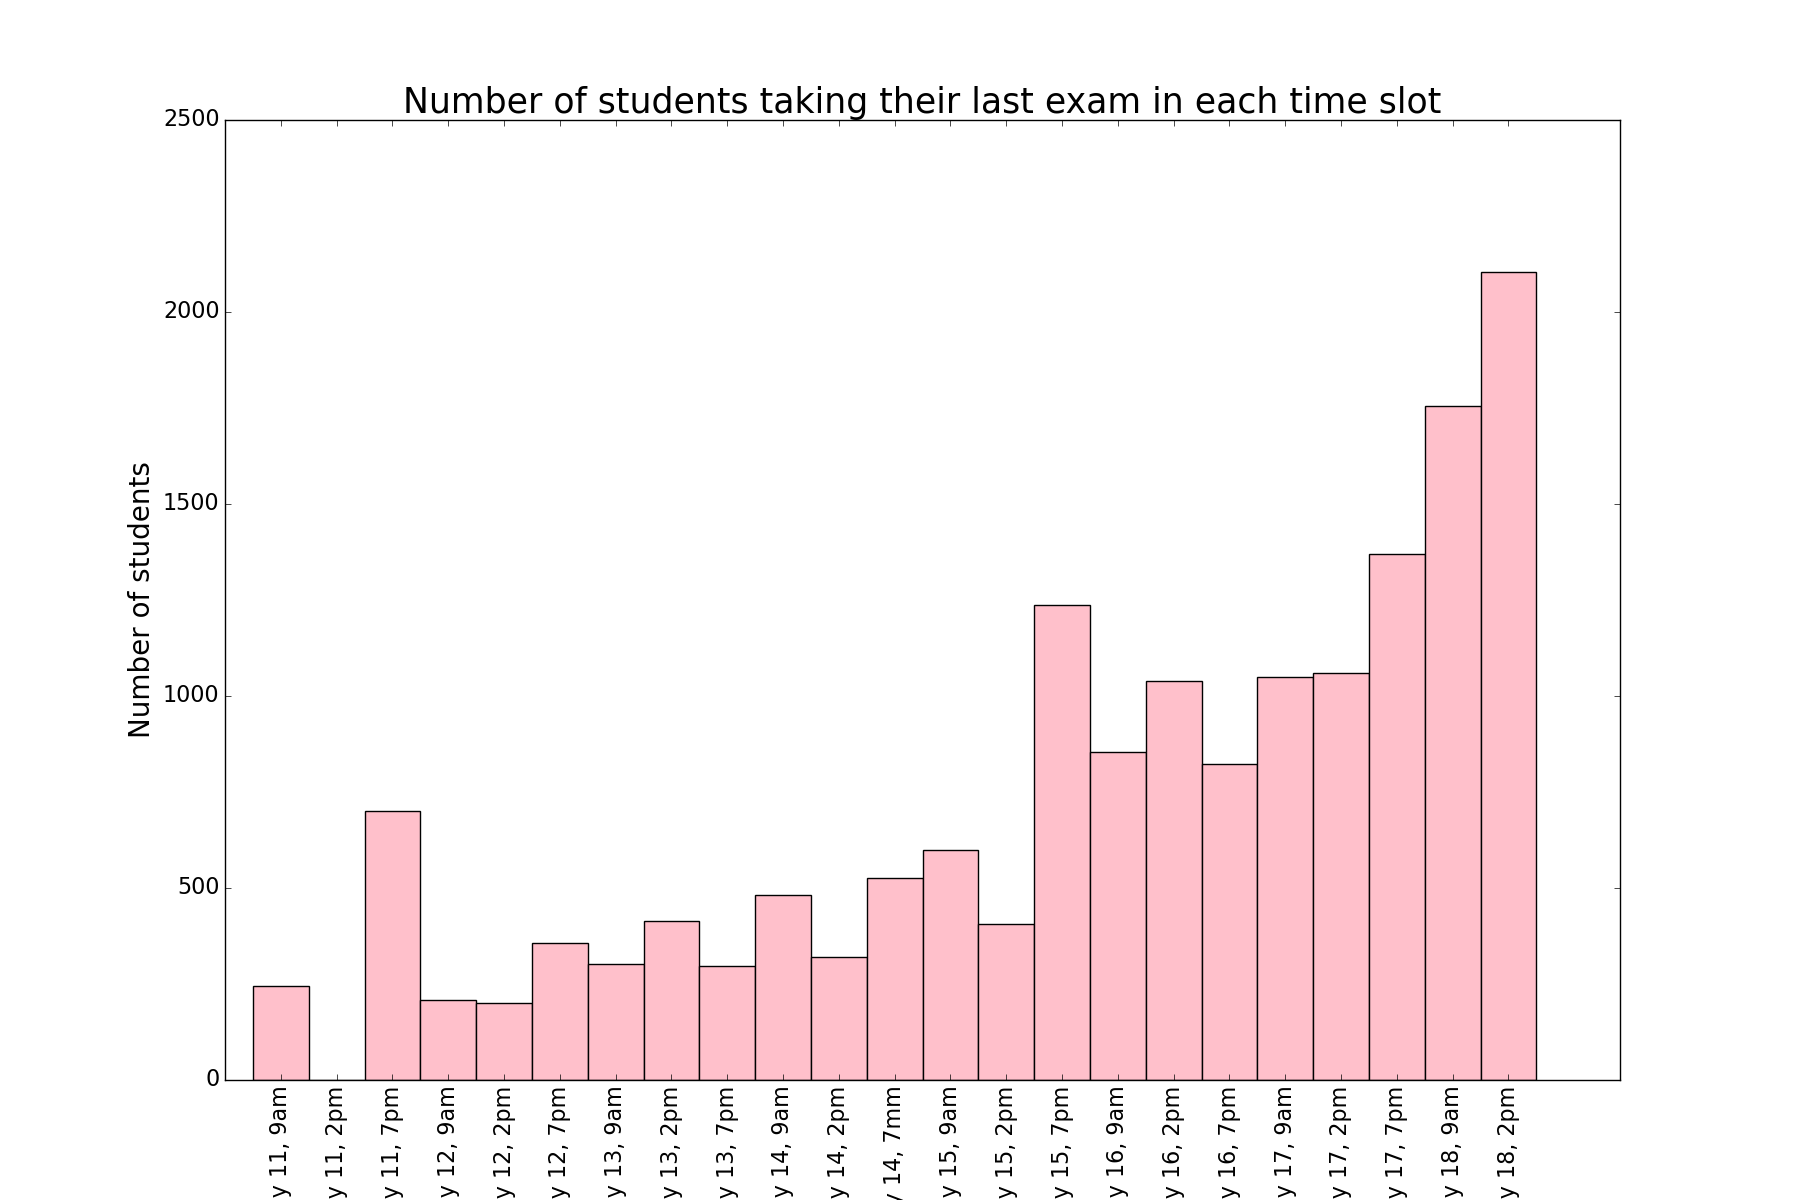 Number of students taking their last exam in each time slot
Number of students
2500
2000
1500
1000
500
0
y 11, 9am
y 11, 2pm
y 11, 7pm
y 12, 9am
y 12, 2pm
y 12, 7pm
y 13, 9am
y 13, 2pm
y 13, 7pm
y 14, 9am
y 14, 2pm
y 14, 7mm
y 15, 9am
y 15, 2pm
y 15, 7pm
y 16, 9am
y 16, 2pm
y 16, 7pm
y 17, 9am
y 17, 2pm
y 17, 7pm
y 18, 9am
y 18, 2pm